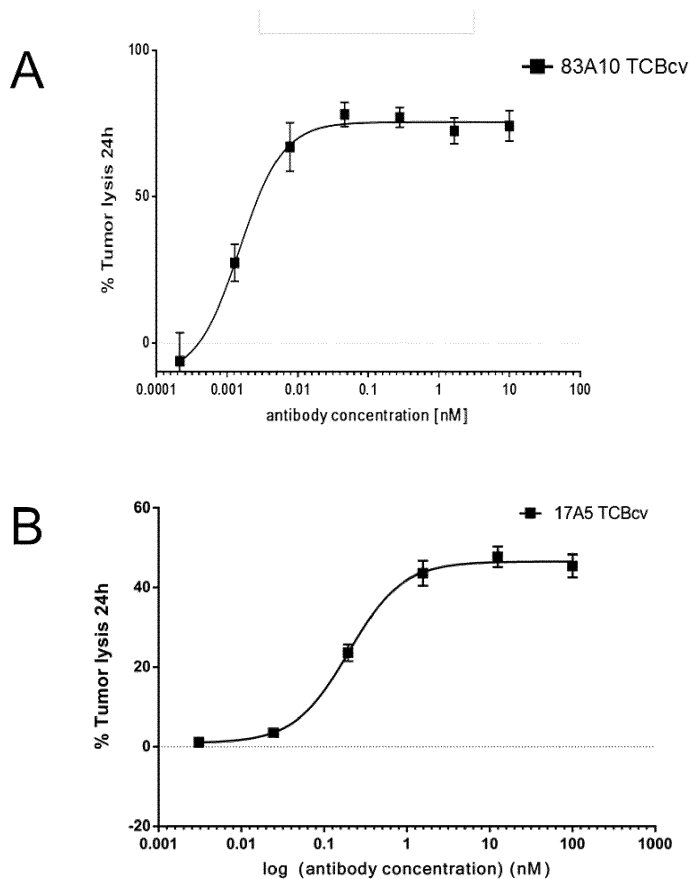 A
100
83A10 TCBcv
50
0
% Tumor lysis 24h
0.0001 0.001 0.01 0.1 1 10 100
antibody concentration [nM]
B
60
17A5 TCBcv
40
20
0
-20
% Tumor lysis 24h
0.001 0.01 0.1 1 10 100 1000
log (antibody concentration) (nM)